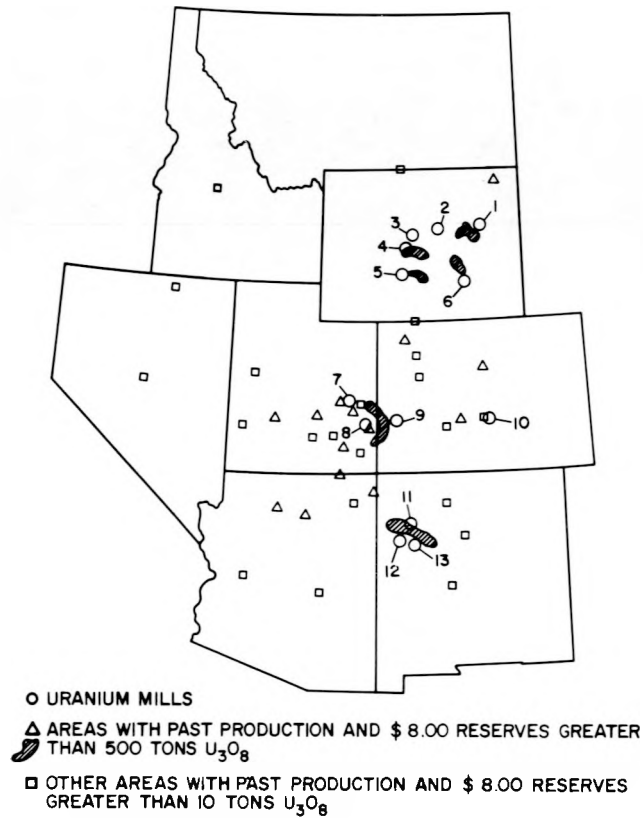 1
2
3
4
5
6
7
8
9
10
11
12
13
O URANIUM MILLS
△ AREAS WITH PAST PRODUCTION AND $ 8.00 RESERVES GREATER
THAN 500 TONS U₃O₈
□ OTHER AREAS WITH PAST PRODUCTION AND $ 8.00 RESERVES
GREATER THAN 10 TONS U₃O₈